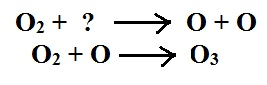 O₂ + ? ⟶ O + O
O₂ + O ⟶ O₃